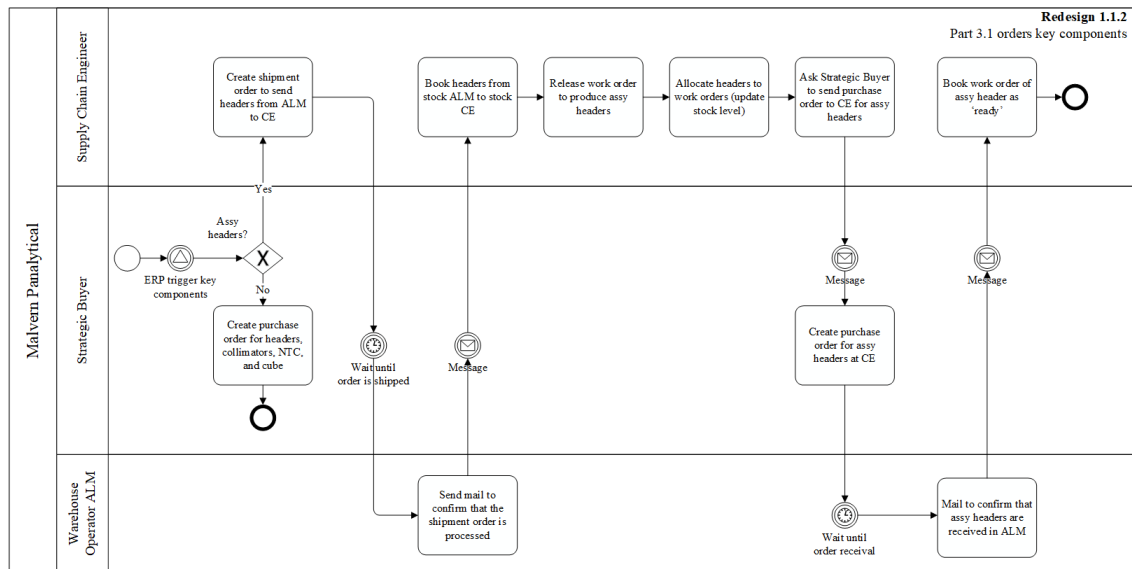 Redesign 1.1.2
Part 3.1 orders key components
Malvern Panalytical
Supply Chain Engineer
Create shipment
order to send
headers from ALM
to CE
Book headers from
stock ALM to stock
CE
Release work order
to produce assy
headers
Allocate headers to
work orders (update
stock level)
Ask Strategic Buyer
to send purchase
order to CE for assy
headers
Book work order of
assy header as
‘ready’
Strategic Buyer
Yes
Assy
headers?
X
ERP trigger key
components
No
Create purchase
order for headers,
collimators, NTC,
and cube
Wait until
order is shipped
Message
Message
Create purchase
order for assy
headers at CE
Message
Warehouse
Operator ALM
Send mail to
confirm that the
shipment order is
processed
Wait until
order receival
Mail to confirm that
assy headers are
received in ALM